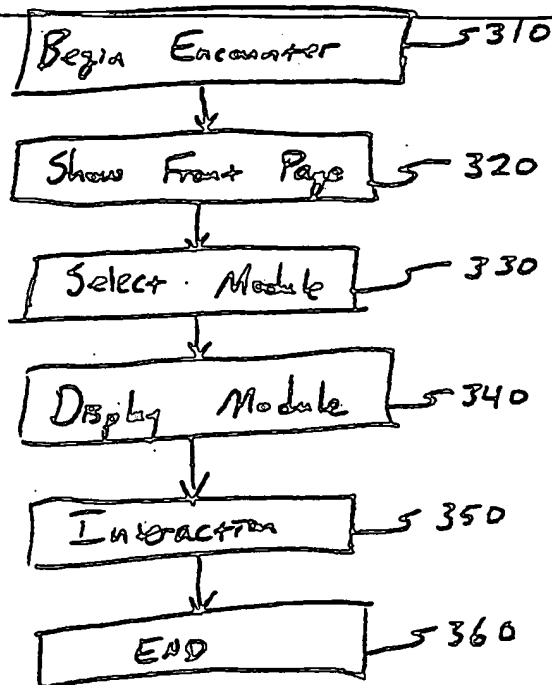 Begin Encounter 310
Show Front Page 320
Select Module 330
Display Module 340
Interaction 350
END 360